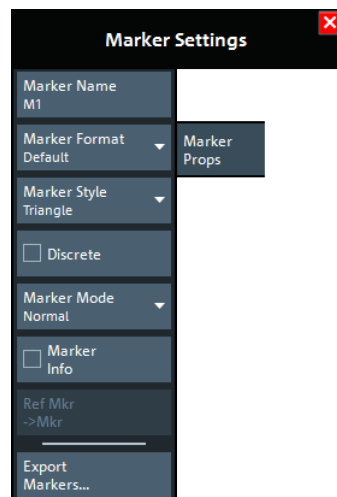 Marker Settings
Marker Name
M1
Marker Format
Default
Marker
Props
Marker Style
Triangle
Discrete
Marker Mode
Normal
Marker
Info
Ref Mkr
->Mkr
Export
Markers...